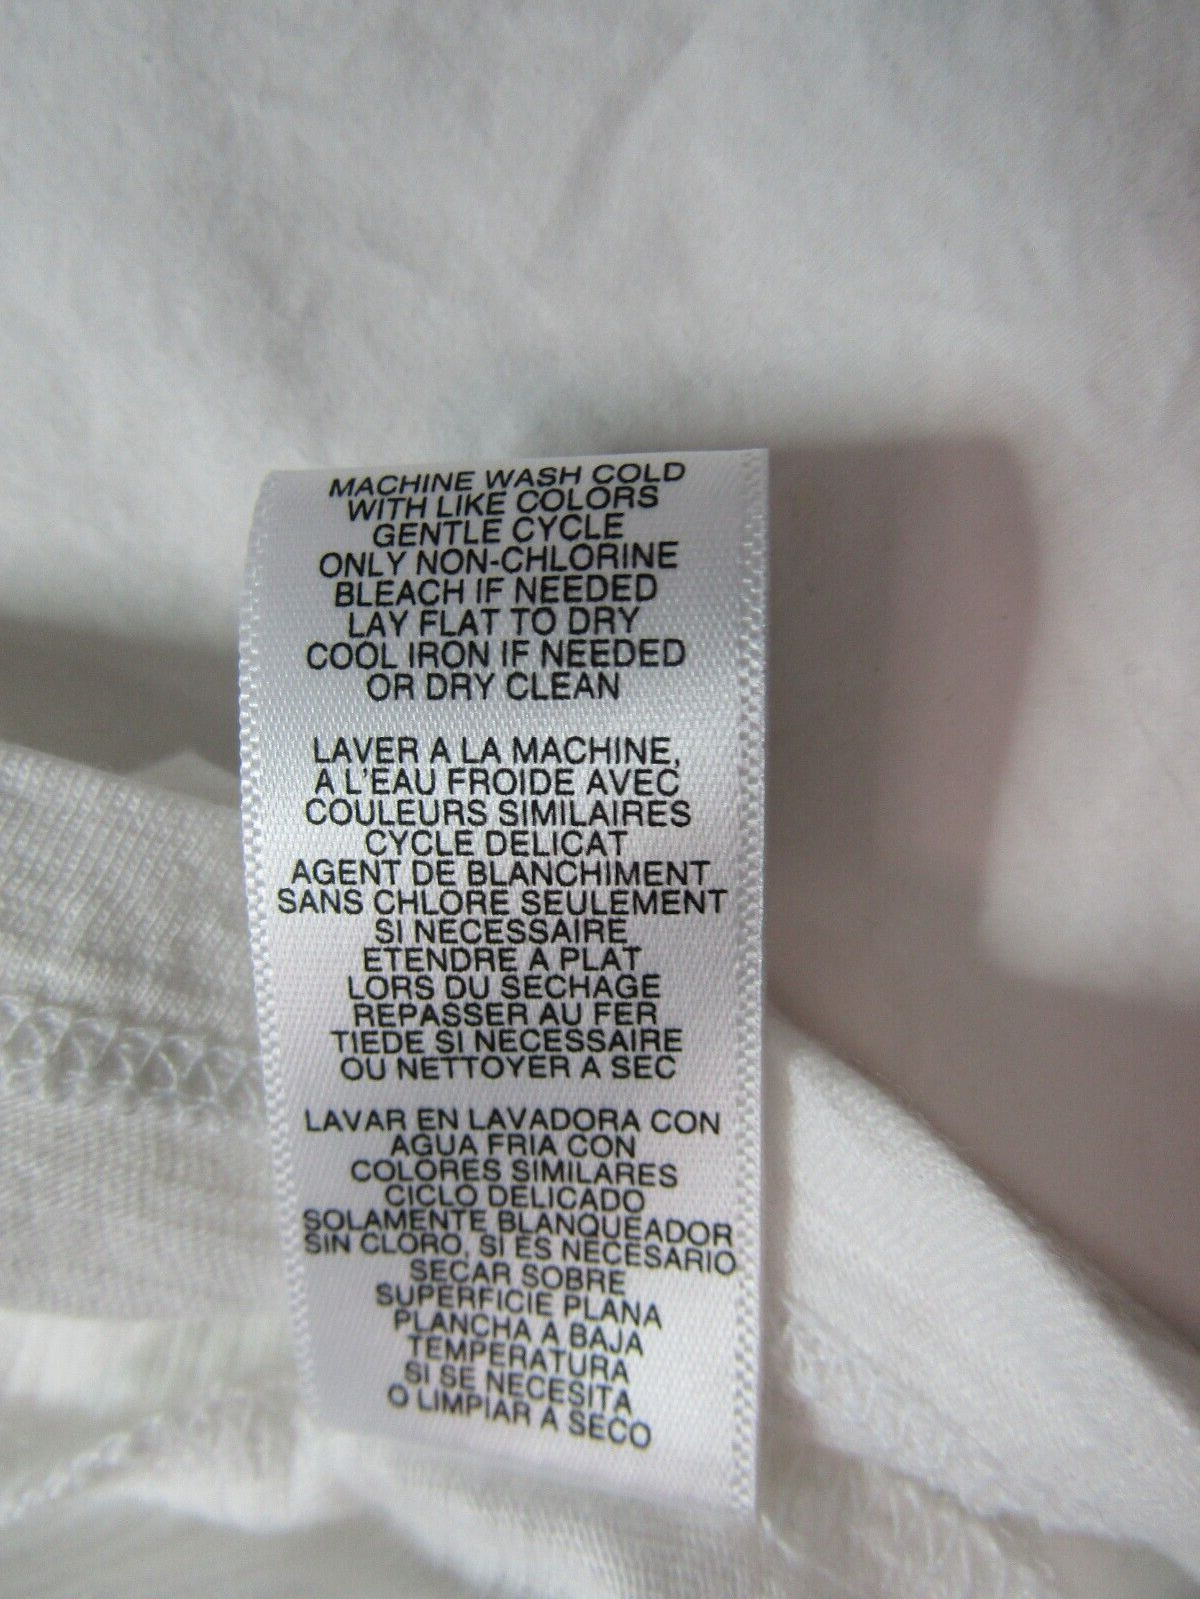 MACHINE WASH COLD
WITH LIKE COLORS
GENTLE CYCLE
ONLY NON-CHLORINE
BLEACH IF NEEDED
LAY FLAT TO DRY
COOL IRON IF NEEDED
OR DRY CLEAN
LAVER A LA MACHINE,
A L'EAU FROIDE AVEC
COULEURS SIMILAIRES
CYCLE DELICAT
AGENT DE BLANCHIMENT
SANS CHLORE SEULEMENT
SI NECESSAIRE
ETENDRE A PLAT
LORS DU SECHAGE
REPASSER AU FER
TIEDE SI NECESSAIRE
OU NETTOYER A SEC
LAVAR EN LAVADORA CON
AGUA FRIA CON
COLORES SIMILARES
CICLO DELICADO
SOLAMENTE BLANQUEADOR
SIN CLORO, SI ES NECESARIO
SECAR SOBRE
SUPERFICIE PLANA
PLANCHA A BAJA
TEMPERATURA
SI SE NECESITA
O LIMPIAR A SECO